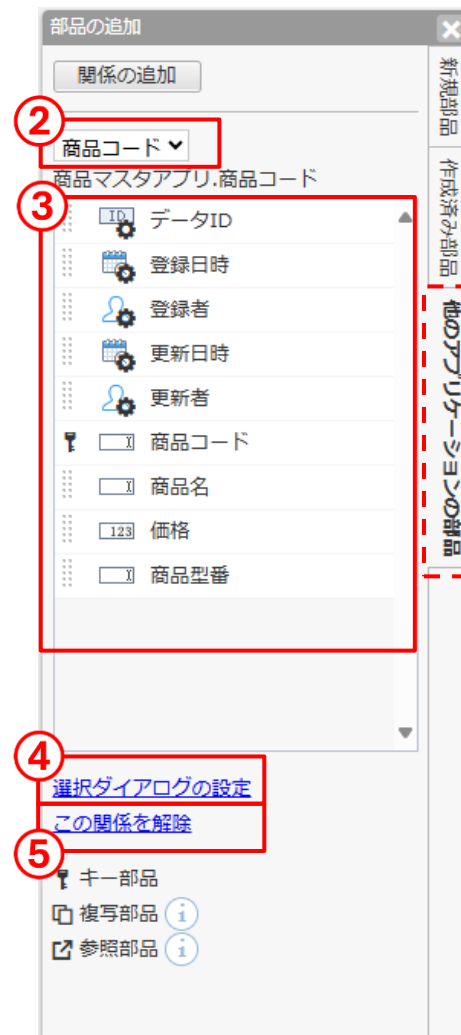 部品の追加
関係の追加
②
商品コード
商品マスタアプリ.商品コード
③
データID
登録日時
登録者
更新日時
更新者
商品コード
商品名
123 価格
商品型番
④
選択ダイアログの設定
この関係を解除
⑤
キー部品
複写部品 i
参照部品 i
新規部品
作成済み部品
他のアプリケーションの部品